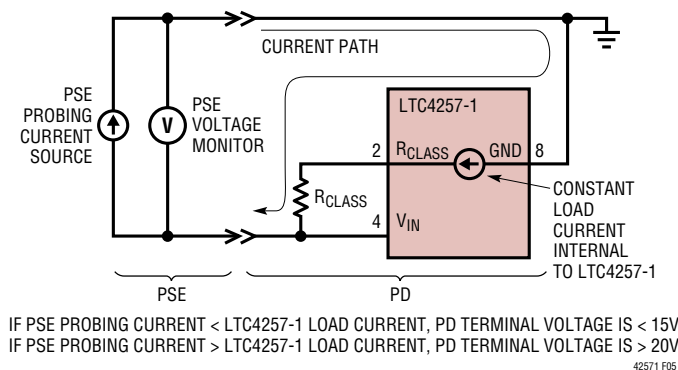 CURRENT PATH
PSE
PROBING
CURRENT
SOURCE
V
PSE
VOLTAGE
MONITOR
LTC4257-1
2
RCLASS
GND
8
RCLASS
4
VIN
CONSTANT
LOAD
CURRENT
INTERNAL
TO LTC4257-1
PSE
PD
IF PSE PROBING CURRENT < LTC4257-1 LOAD CURRENT, PD TERMINAL VOLTAGE IS < 15V
IF PSE PROBING CURRENT > LTC4257-1 LOAD CURRENT, PD TERMINAL VOLTAGE IS > 20V
42571 F05